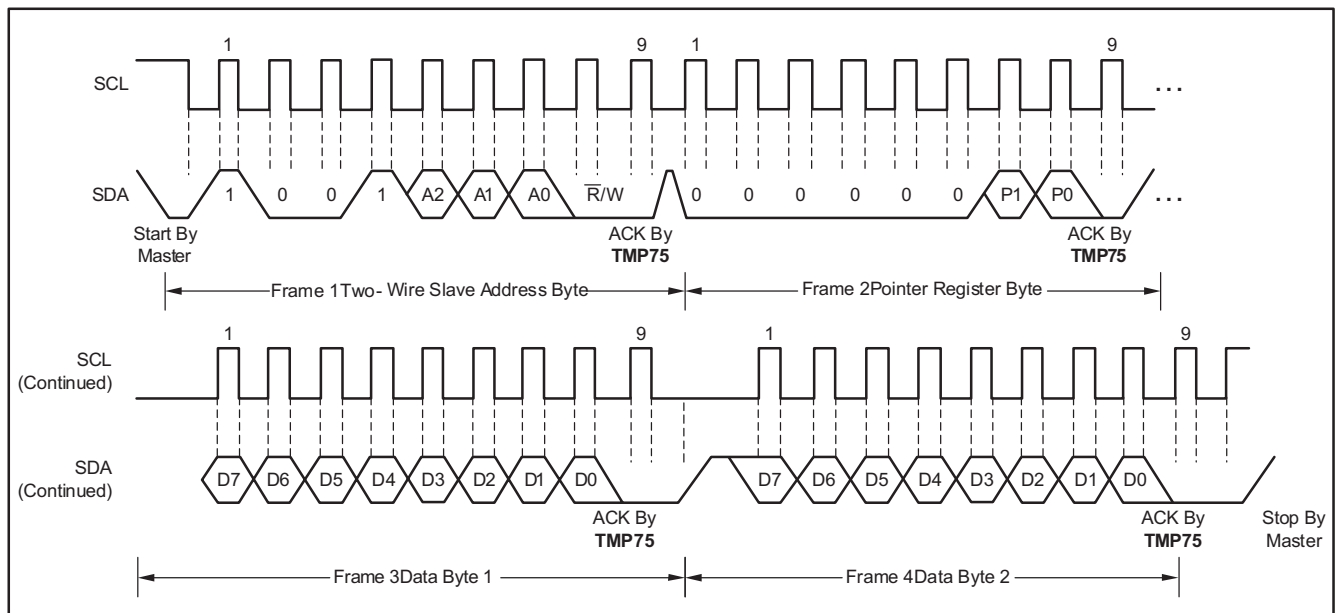 1 9 1 9
SCL ...
SDA 1 0 0 1 A2 A1 A0 R̅/W 0 0 0 0 0 0 P1 P0 ...
Start By ACK By ACK By
Master TMP75 TMP75
Frame 1Two- Wire Slave Address Byte Frame 2Pointer Register Byte
1 9 1 9
SCL
(Continued)
SDA
(Continued) D7 D6 D5 D4 D3 D2 D1 D0 D7 D6 D5 D4 D3 D2 D1 D0
ACK By ACK By Stop By
TMP75 TMP75 Master
Frame 3Data Byte 1 Frame 4Data Byte 2